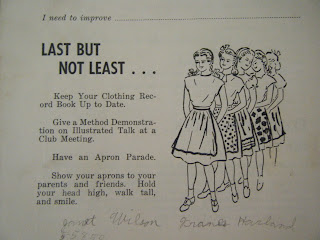 I need to improve
LAST BUT
NOT LEAST . . .
Keep Your Clothing Rec-
ord Book Up to Date.
Give a Method Demonstra-
tion on Illustrated Talk at a
Club Meeting.
Have an Apron Parade.
Show your aprons to your
parents and friends. Hold
your head high, walk tall,
and smile.
Wilson